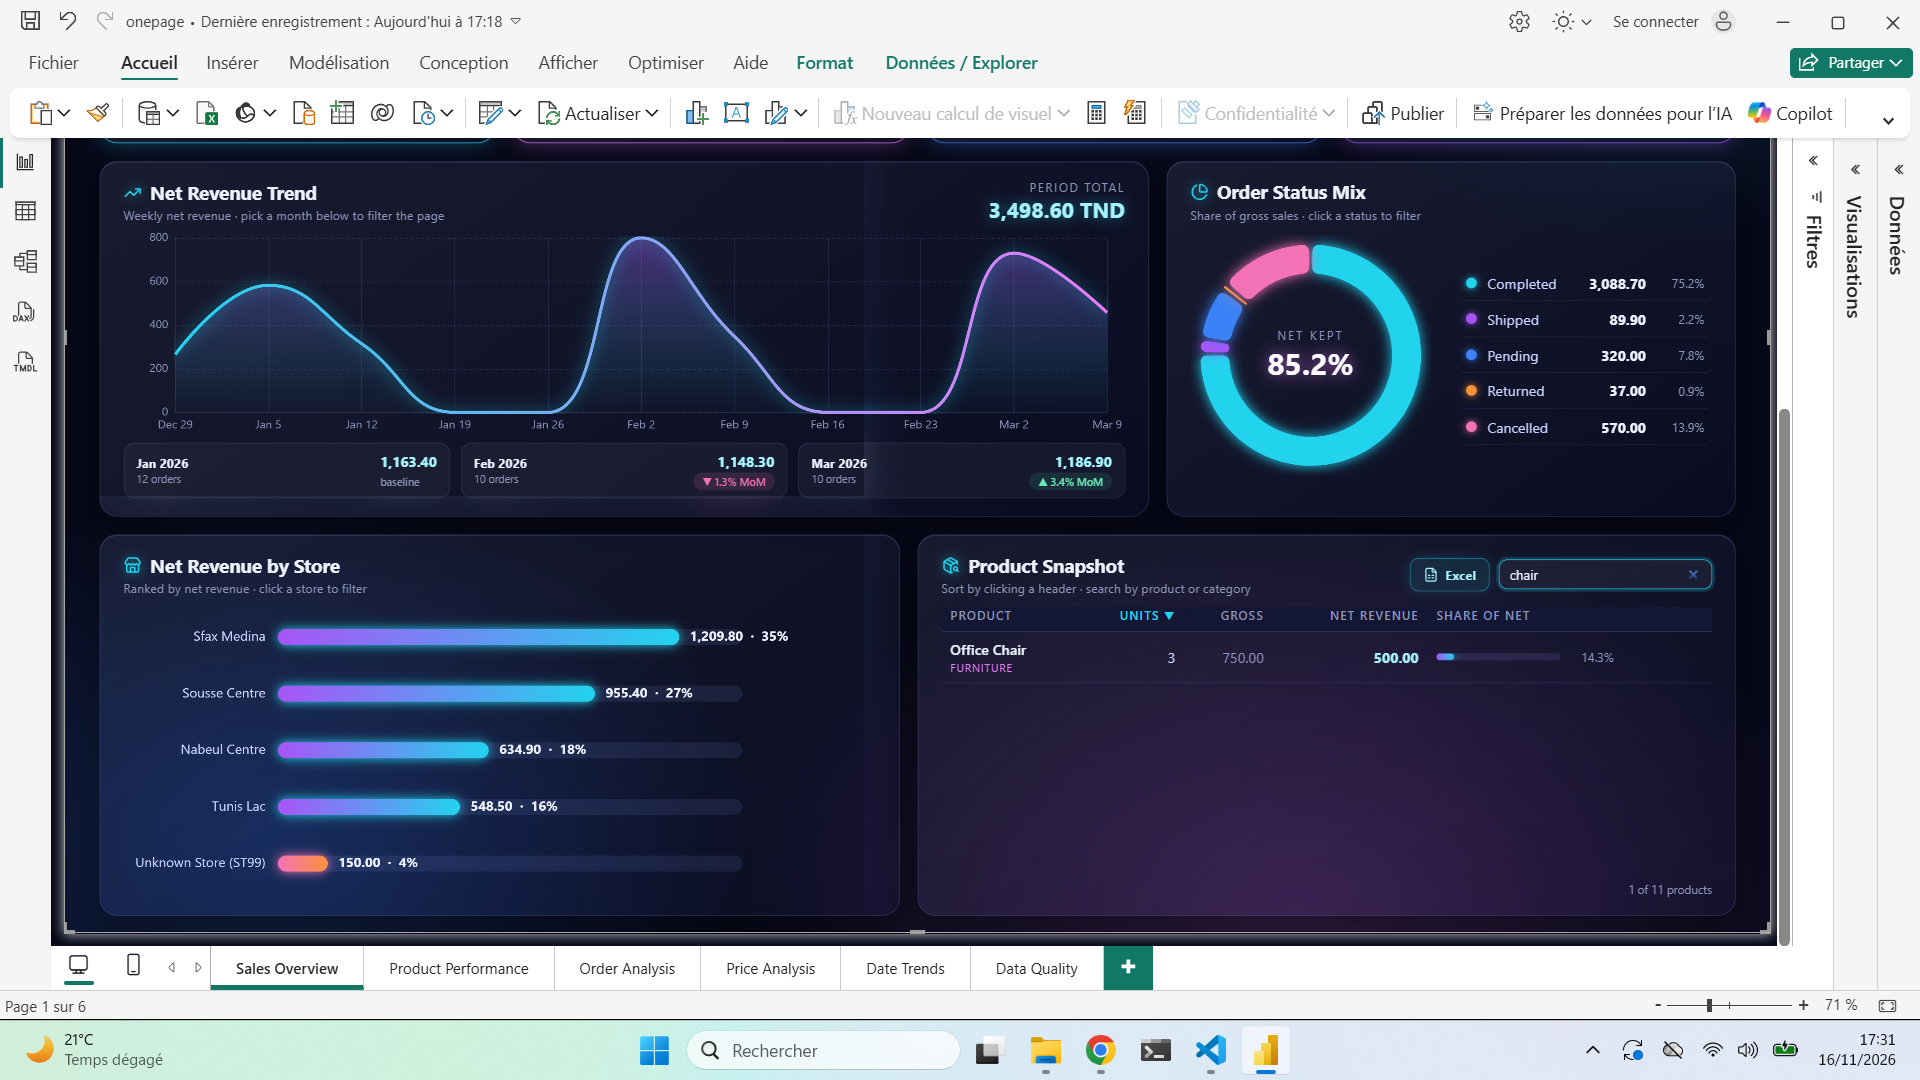 onepage • Dernière enregistrement : Aujourd'hui à 17:18
Se connecter
Fichier Accueil Insérer Modélisation Conception Afficher Optimiser Aide Format Données / Explorer
Partager
Actualiser
Nouveau calcul de visuel
Confidentialité
Publier
Préparer les données pour l'IA
Copilot
DAX
TMDL
Net Revenue Trend
Weekly net revenue · pick a month below to filter the page
PERIOD TOTAL
3,498.60 TND
800
600
400
200
0
Dec 29 Jan 5 Jan 12 Jan 19 Jan 26 Feb 2 Feb 9 Feb 16 Feb 23 Mar 2 Mar 9
Jan 2026 1,163.40
12 orders baseline
Feb 2026 1,148.30
10 orders ▼ 1.3% MoM
Mar 2026 1,186.90
10 orders ▲ 3.4% MoM
Order Status Mix
Share of gross sales · click a status to filter
NET KEPT
85.2%
Completed 3,088.70 75.2%
Shipped 89.90 2.2%
Pending 320.00 7.8%
Returned 37.00 0.9%
Cancelled 570.00 13.9%
Net Revenue by Store
Ranked by net revenue · click a store to filter
Sfax Medina 1,209.80 · 35%
Sousse Centre 955.40 · 27%
Nabeul Centre 634.90 · 18%
Tunis Lac 548.50 · 16%
Unknown Store (ST99) 150.00 · 4%
Product Snapshot
Sort by clicking a header · search by product or category
Excel
chair
PRODUCT UNITS ▼ GROSS NET REVENUE SHARE OF NET
Office Chair
FURNITURE
3 750.00 500.00 14.3%
1 of 11 products
Filtres
Visualisations
Données
Sales Overview Product Performance Order Analysis Price Analysis Date Trends Data Quality
Page 1 sur 6
- + 71 %
21°C
Temps dégagé
Rechercher
17:31
16/11/2026